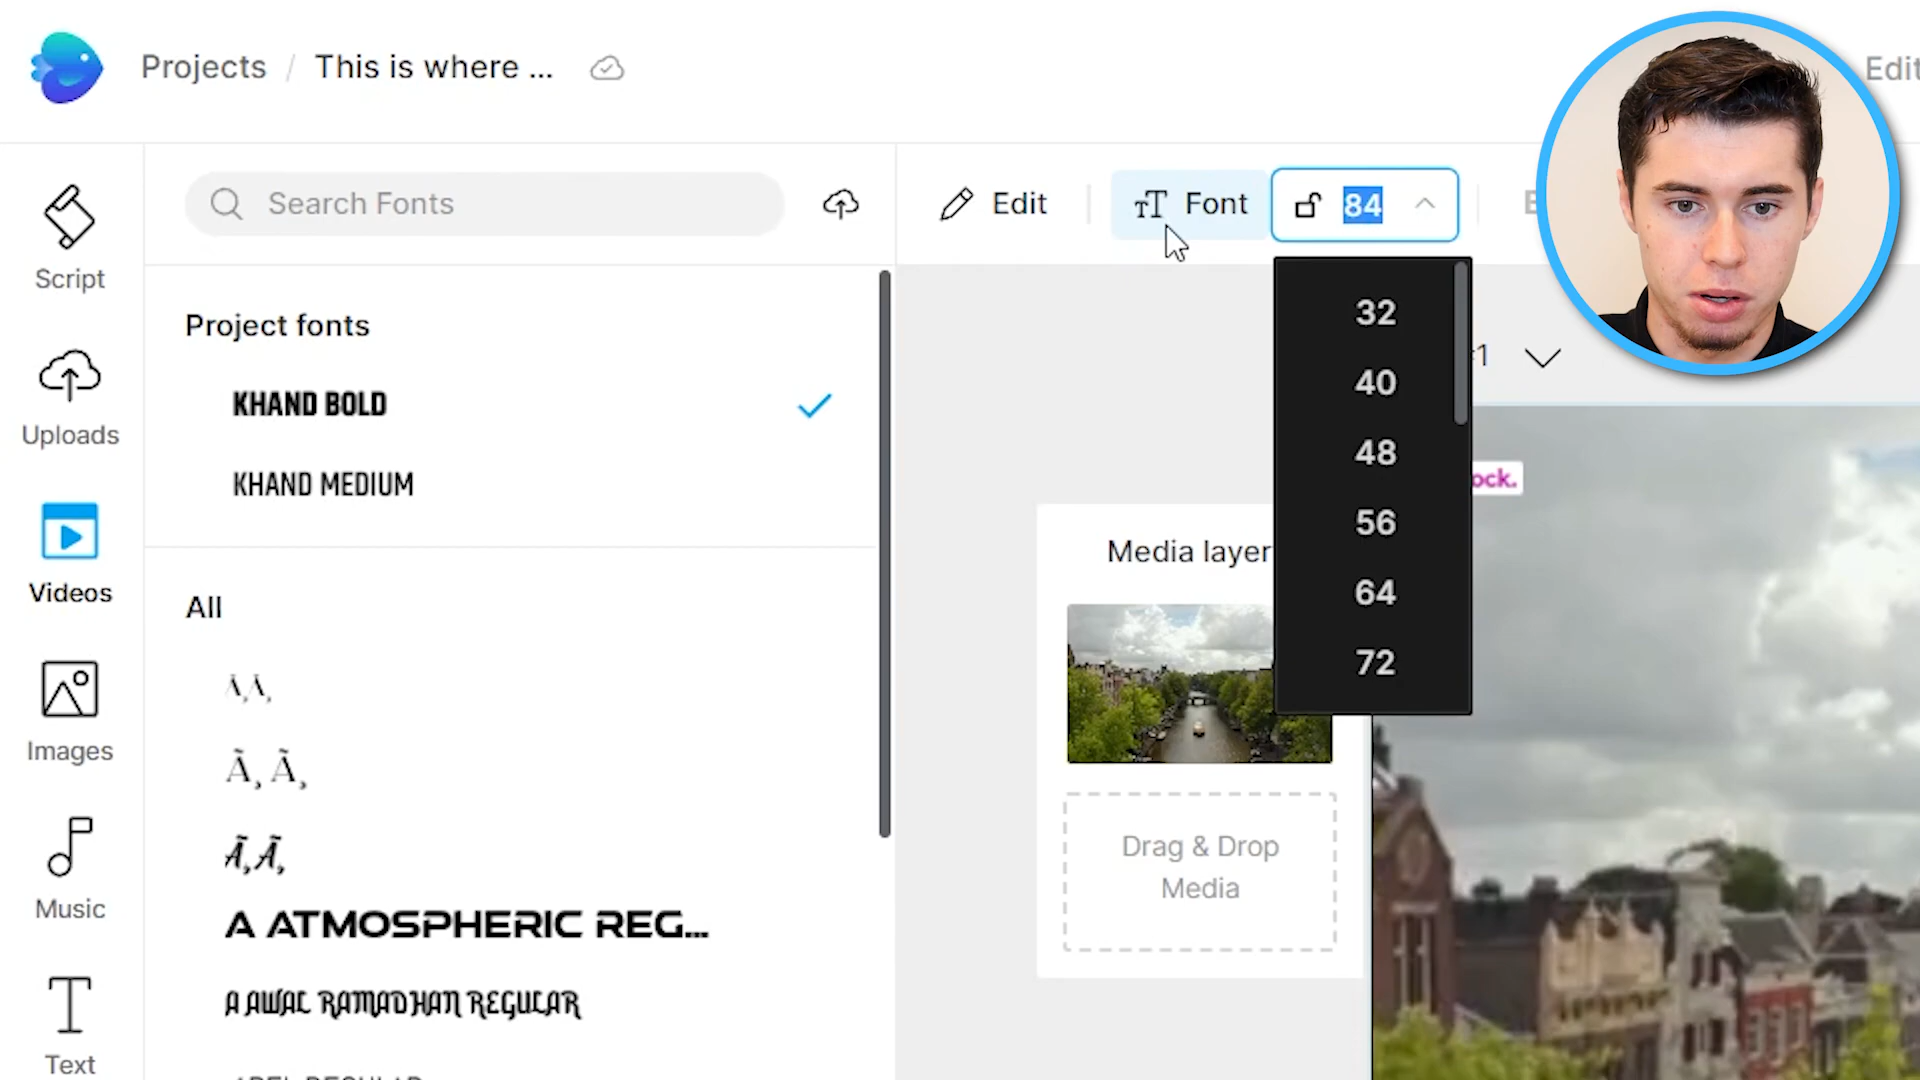 Projects / This is where ...
Edit
Search Fonts
Edit
Font
84
Script
Project fonts
KHAND BOLD
KHAND MEDIUM
Uploads
32
40
48
56
64
72
1
ock.
Videos
Media layer
All
Ã, Ã,
Ã, Ã,
Images
Drag & Drop
Media
Music
A ATMOSPHERIC REG...
A AWAL RAMADHAN REGULAR
Text